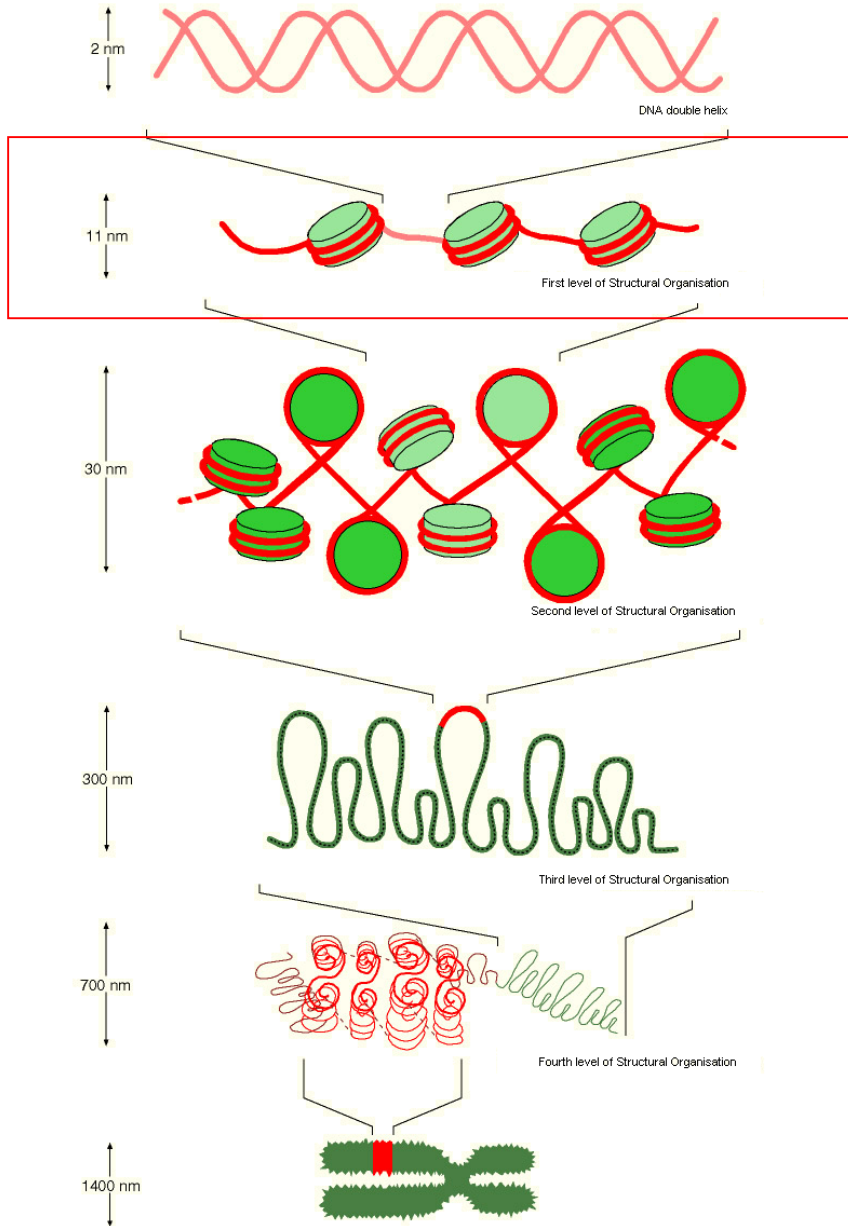 2 nm
DNA double helix
11 nm
First level of Structural Organisation
30 nm
Second level of Structural Organisation
300 nm
Third level of Structural Organisation
700 nm
Fourth level of Structural Organisation
1400 nm